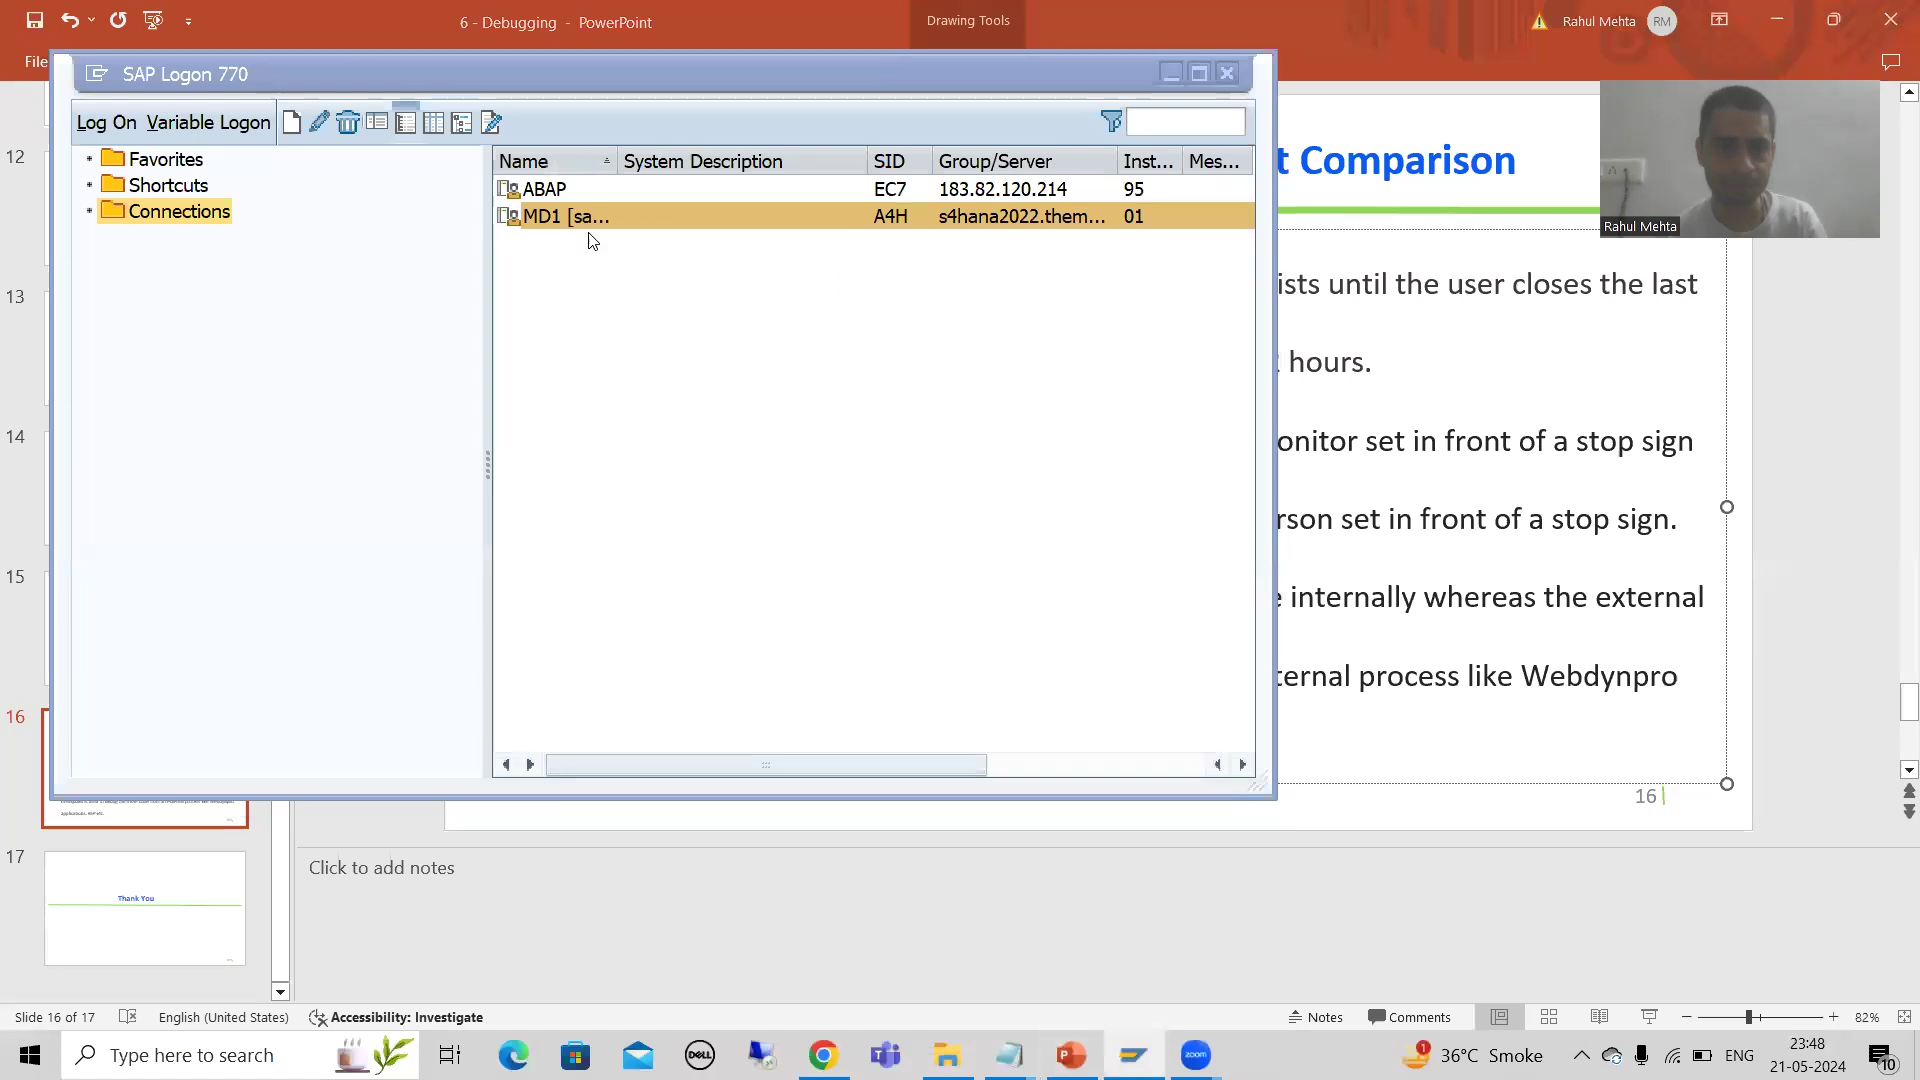 6 - Debugging - PowerPoint
Drawing Tools
Rahul Mehta
RM
File
SAP Logon 770
Log On Variable Logon
Favorites
Shortcuts
Connections
Name System Description SID Group/Server Inst... Mes...
ABAP EC7 183.82.120.214 95
MD1 [sa... A4H s4hana2022.them... 01
t Comparison
Rahul Mehta
ists until the user closes the last
hours.
onitor set in front of a stop sign
rson set in front of a stop sign.
internally whereas the external
ternal process like Webdynpro
16
12
13
14
15
16
17
Thank You
Click to add notes
Slide 16 of 17 English (United States) Accessibility: Investigate Notes Comments 82%
Type here to search
DELL
zoom
36°C Smoke
ENG
23:48
21-05-2024
10